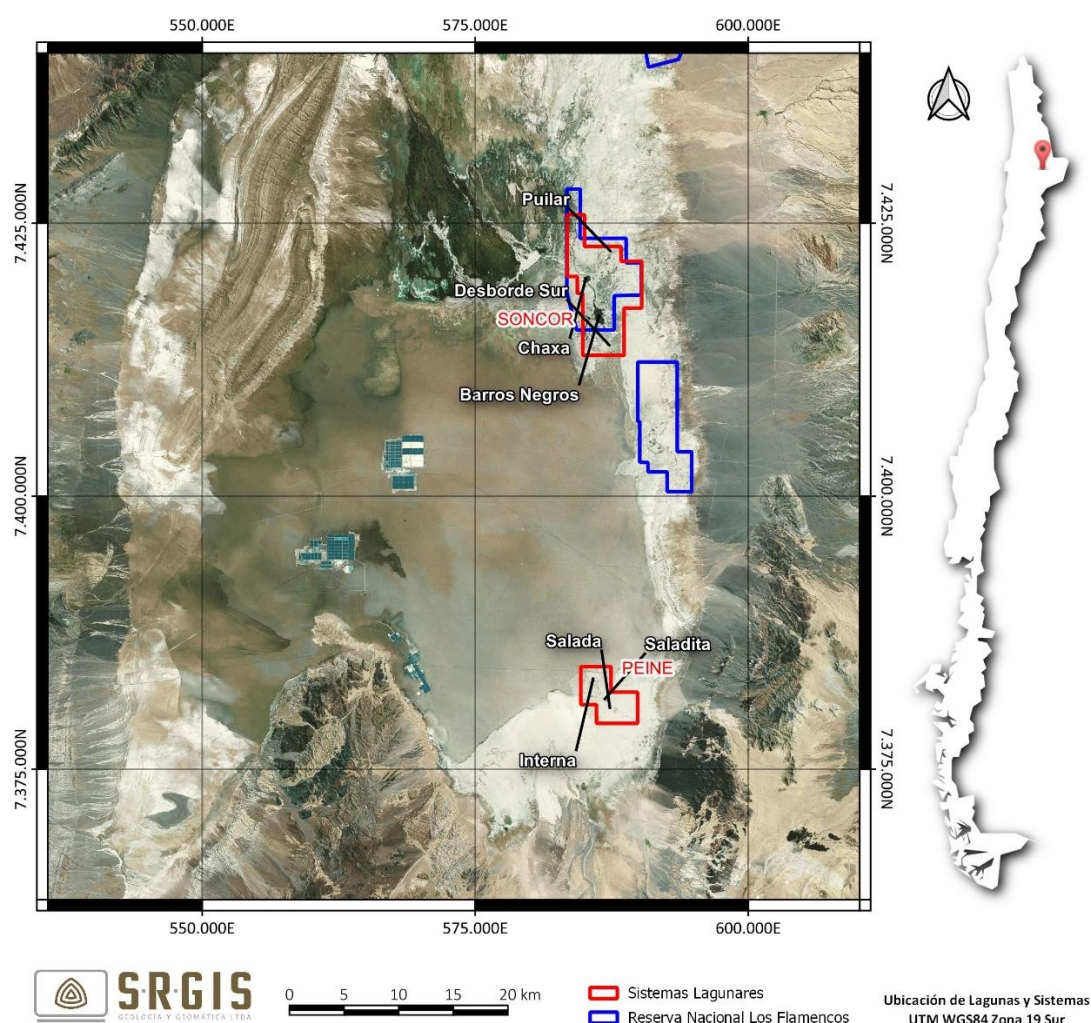 550.000E
575.000E
600.000E
7.425.000N
7.425.000N
Puilar
Desborde Sur
SONCOR
Chaxa
Barros Negros
7.400.000N
7.400.000N
Salada
Saladita
PEINE
Interna
7.375.000N
7.375.000N
550.000E
575.000E
600.000E
S·R·GIS
GEOLOGÍA Y GEOMÁTICA LTDA
0 5 10 15 20 km
Sistemas Lagunares
Reserva Nacional Los Flamencos
Ubicación de Lagunas y Sistemas
UTM WGS84 Zona 19 Sur